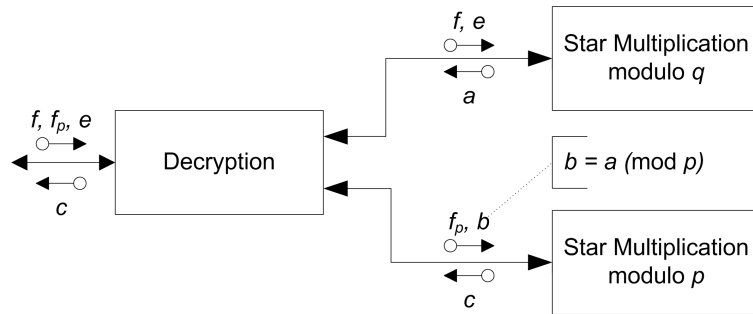 f, e
a
Star Multiplication
modulo q
f, fp, e
c
Decryption
b = a (mod p)
fp, b
c
Star Multiplication
modulo p